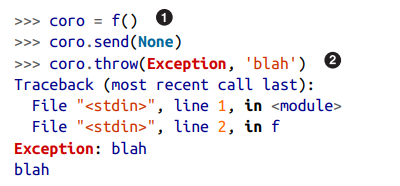 >>> coro = f() ❶
>>> coro.send(None)
>>> coro.throw(Exception, 'blah') ❷
Traceback (most recent call last):
  File "<stdin>", line 1, in <module>
  File "<stdin>", line 2, in f
Exception: blah
blah